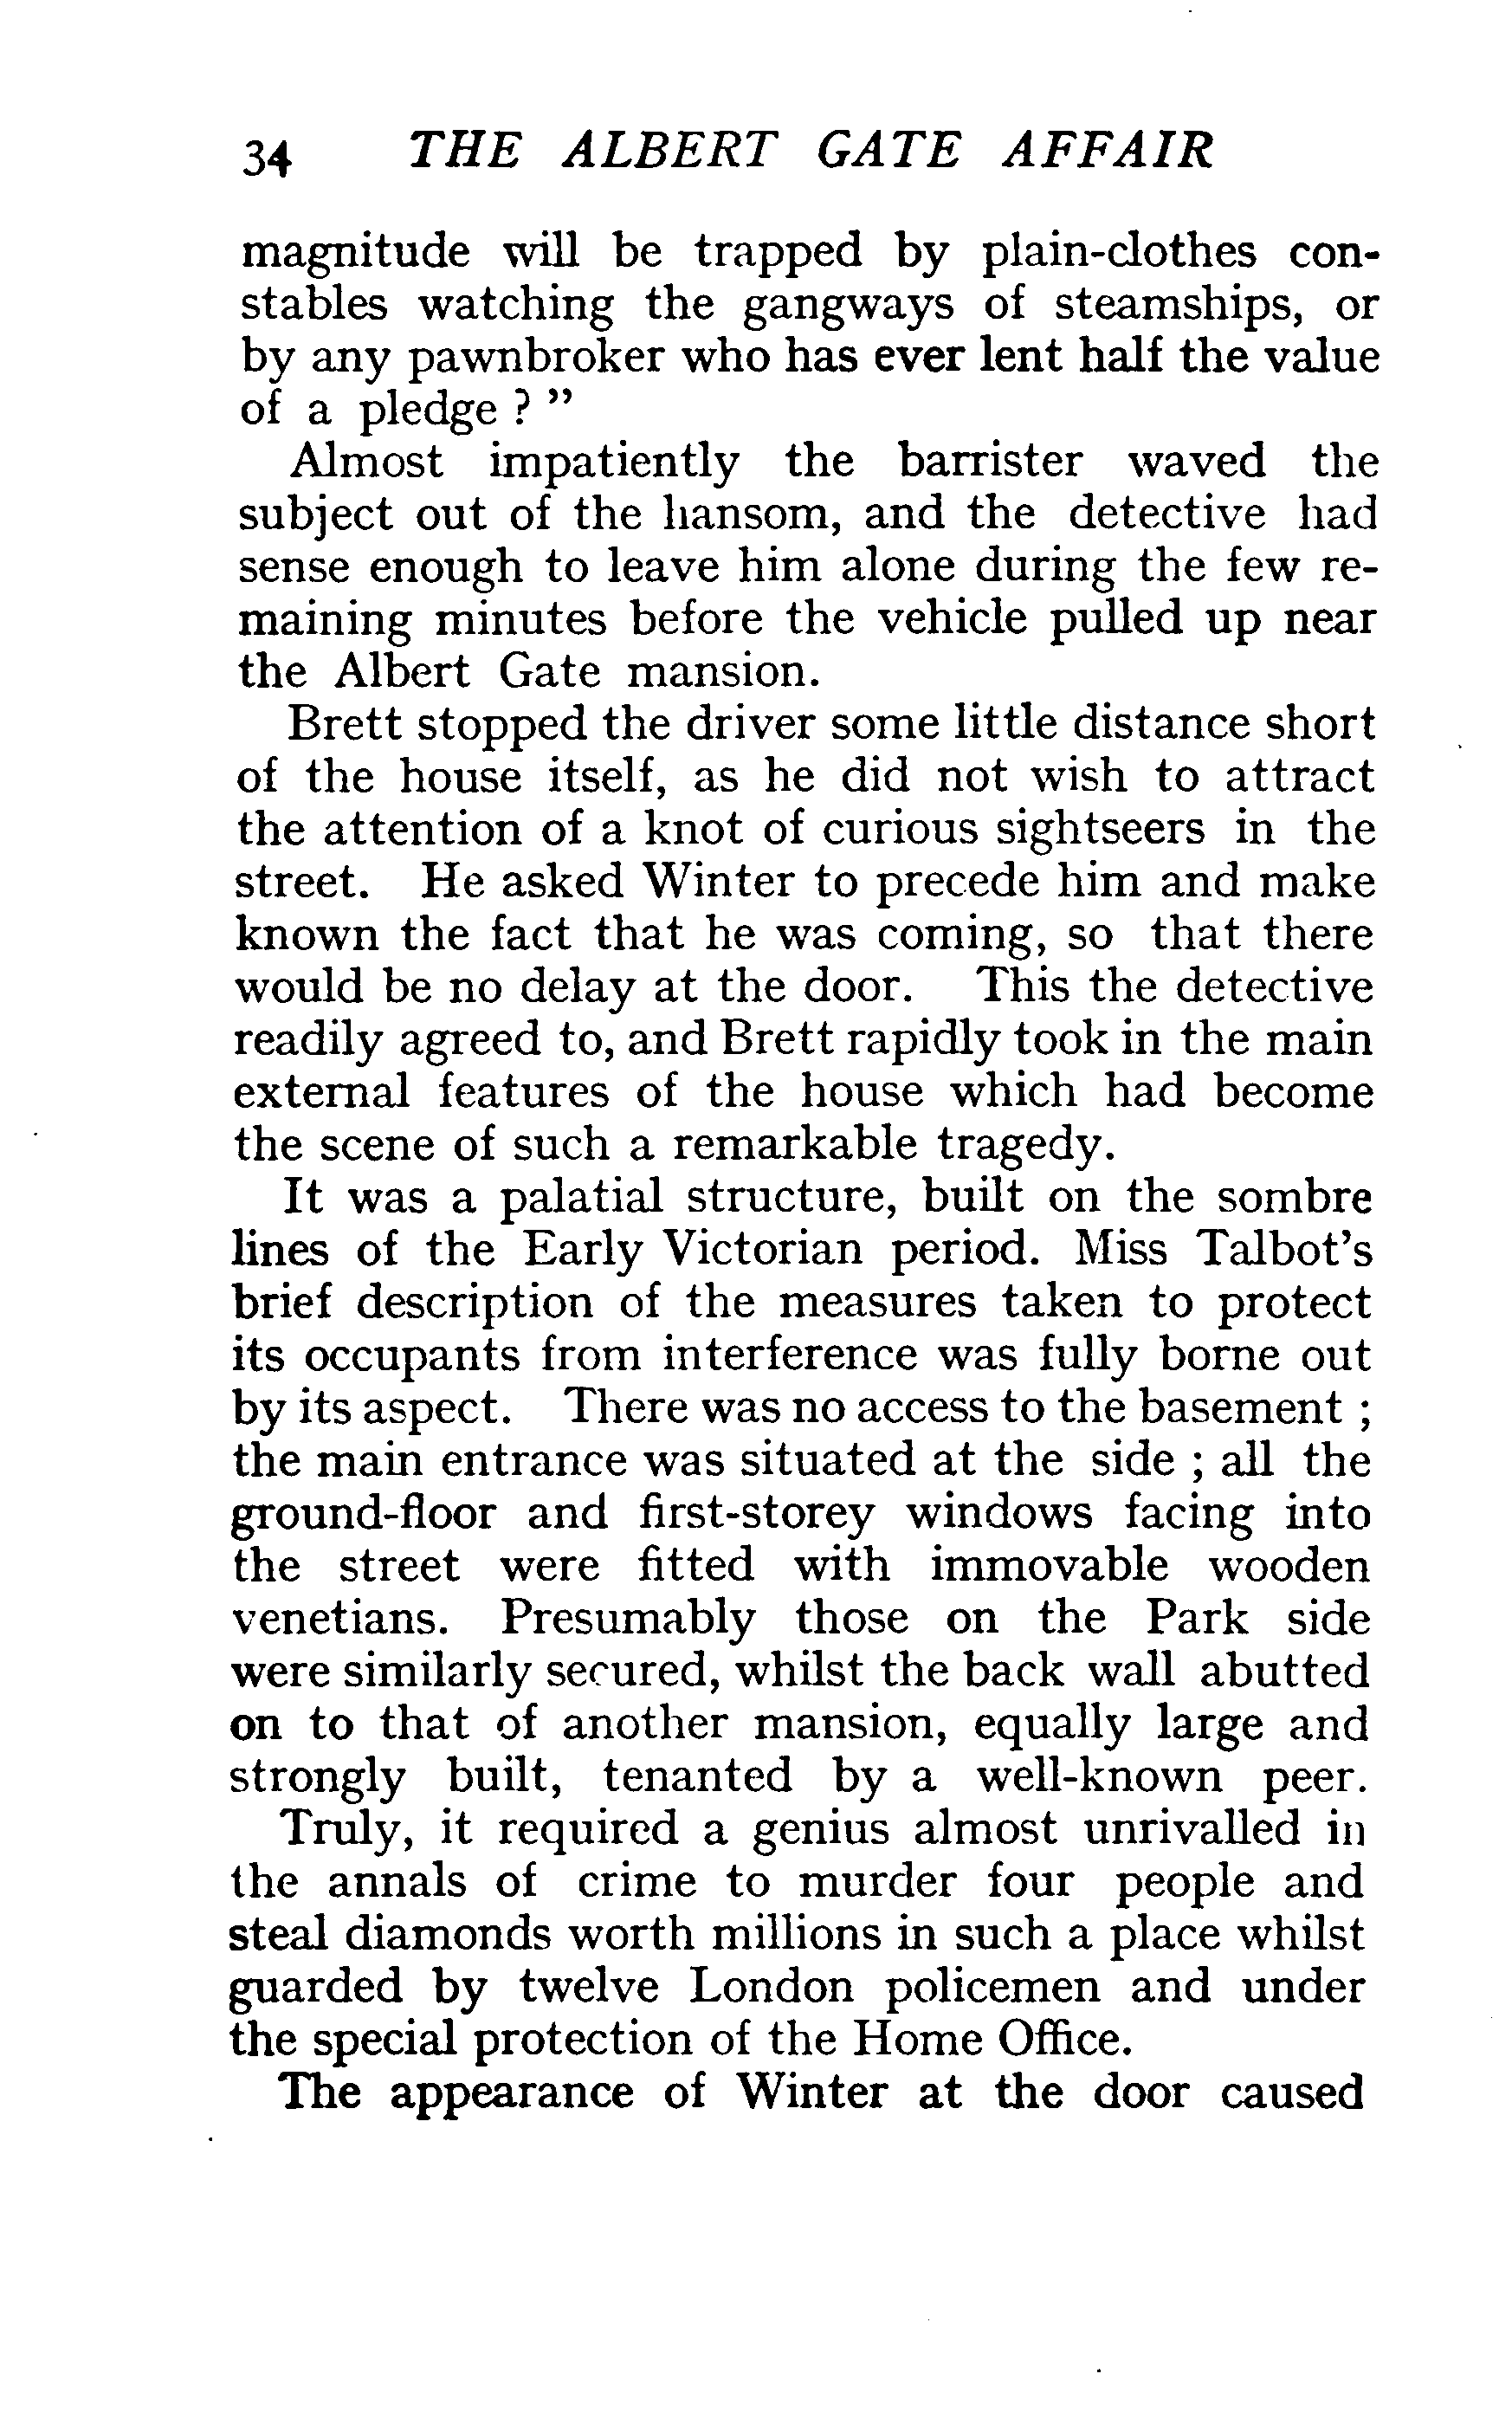 34 THE ALBERT GATE AFFAIR
magnitude will be trapped by plain-clothes con-
stables watching the gangways of steamships, or
by any pawnbroker who has ever lent half the value
of a pledge ? ”
Almost impatiently the barrister waved the
subject out of the hansom, and the detective had
sense enough to leave him alone during the few re-
maining minutes before the vehicle pulled up near
the Albert Gate mansion.
Brett stopped the driver some little distance short
of the house itself, as he did not wish to attract
the attention of a knot of curious sightseers in the
street. He asked Winter to precede him and make
known the fact that he was coming, so that there
would be no delay at the door. This the detective
readily agreed to, and Brett rapidly took in the main
external features of the house which had become
the scene of such a remarkable tragedy.
It was a palatial structure, built on the sombre
lines of the Early Victorian period. Miss Talbot’s
brief description of the measures taken to protect
its occupants from interference was fully borne out
by its aspect. There was no access to the basement ;
the main entrance was situated at the side ; all the
ground-floor and first-storey windows facing into
the street were fitted with immovable wooden
venetians. Presumably those on the Park side
were similarly secured, whilst the back wall abutted
on to that of another mansion, equally large and
strongly built, tenanted by a well-known peer.
Truly, it required a genius almost unrivalled in
the annals of crime to murder four people and
steal diamonds worth millions in such a place whilst
guarded by twelve London policemen and under
the special protection of the Home Office.
The appearance of Winter at the door caused